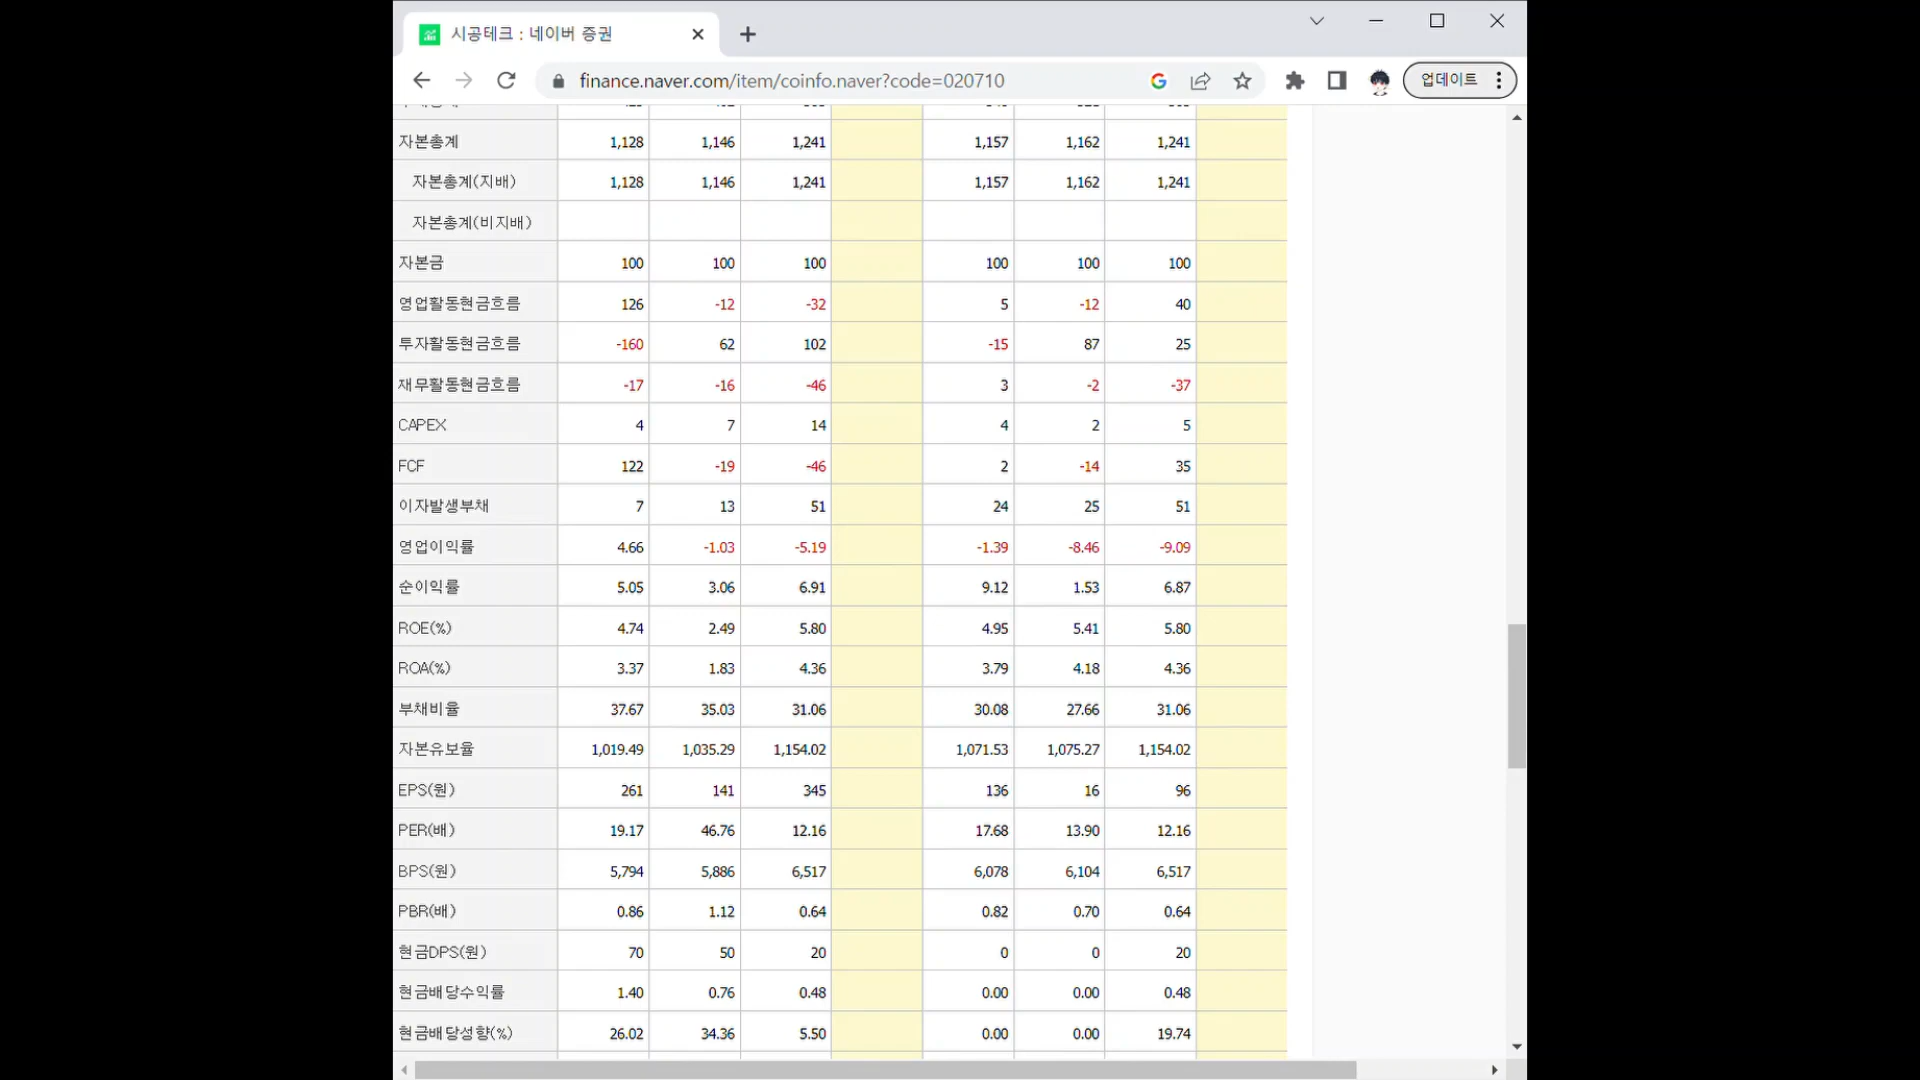 시공테크 : 네이버 증권
finance.naver.com/item/coinfo.naver?code=020710
업데이트
자본총계 1,128 1,146 1,241 1,157 1,162 1,241
자본총계(지배) 1,128 1,146 1,241 1,157 1,162 1,241
자본총계(비지배)
자본금 100 100 100 100 100 100
영업활동현금흐름 126 -12 -32 5 -12 40
투자활동현금흐름 -160 62 102 -15 87 25
재무활동현금흐름 -17 -16 -46 3 -2 -37
CAPEX 4 7 14 4 2 5
FCF 122 -19 -46 2 -14 35
이자발생부채 7 13 51 24 25 51
영업이익률 4.66 -1.03 -5.19 -1.39 -8.46 -9.09
순이익률 5.05 3.06 6.91 9.12 1.53 6.87
ROE(%) 4.74 2.49 5.80 4.95 5.41 5.80
ROA(%) 3.37 1.83 4.36 3.79 4.18 4.36
부채비율 37.67 35.03 31.06 30.08 27.66 31.06
자본유보율 1,019.49 1,035.29 1,154.02 1,071.53 1,075.27 1,154.02
EPS(원) 261 141 345 136 16 96
PER(배) 19.17 46.76 12.16 17.68 13.90 12.16
BPS(원) 5,794 5,886 6,517 6,078 6,104 6,517
PBR(배) 0.86 1.12 0.64 0.82 0.70 0.64
현금DPS(원) 70 50 20 0 0 20
현금배당수익률 1.40 0.76 0.48 0.00 0.00 0.48
현금배당성향(%) 26.02 34.36 5.50 0.00 0.00 19.74